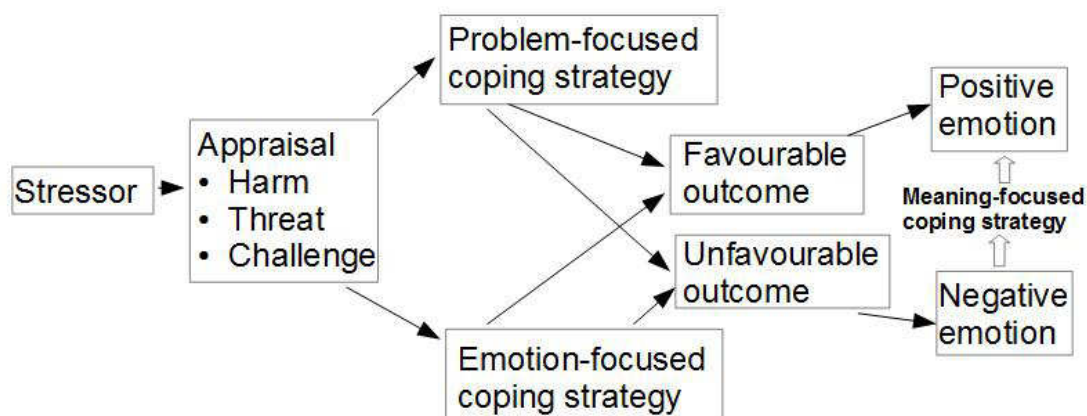 Stressor
Appraisal
• Harm
• Threat
• Challenge
Problem-focused
coping strategy
Emotion-focused
coping strategy
Favourable
outcome
Unfavourable
outcome
Positive
emotion
Meaning-focused
coping strategy
Negative
emotion